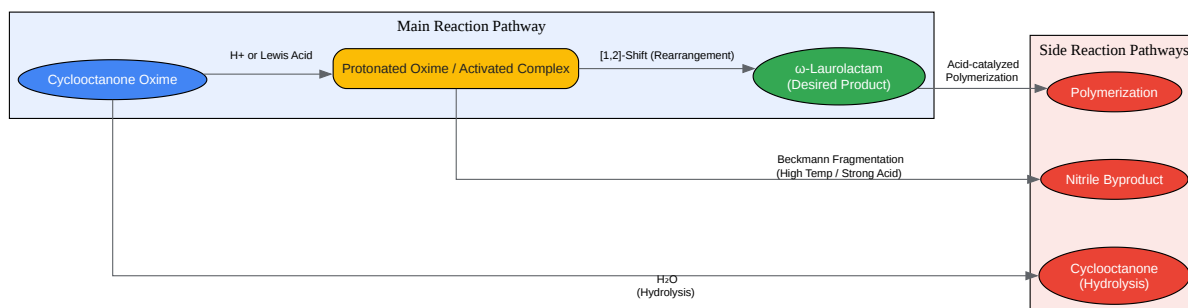 Main Reaction Pathway
Side Reaction Pathways
Cyclooctanone Oxime
H+ or Lewis Acid
Protonated Oxime / Activated Complex
[1,2]-Shift (Rearrangement)
ω-Laurolactam
(Desired Product)
Acid-catalyzed
Polymerization
Polymerization
Beckmann Fragmentation
(High Temp / Strong Acid)
Nitrile Byproduct
H₂O
(Hydrolysis)
Cyclooctanone
(Hydrolysis)